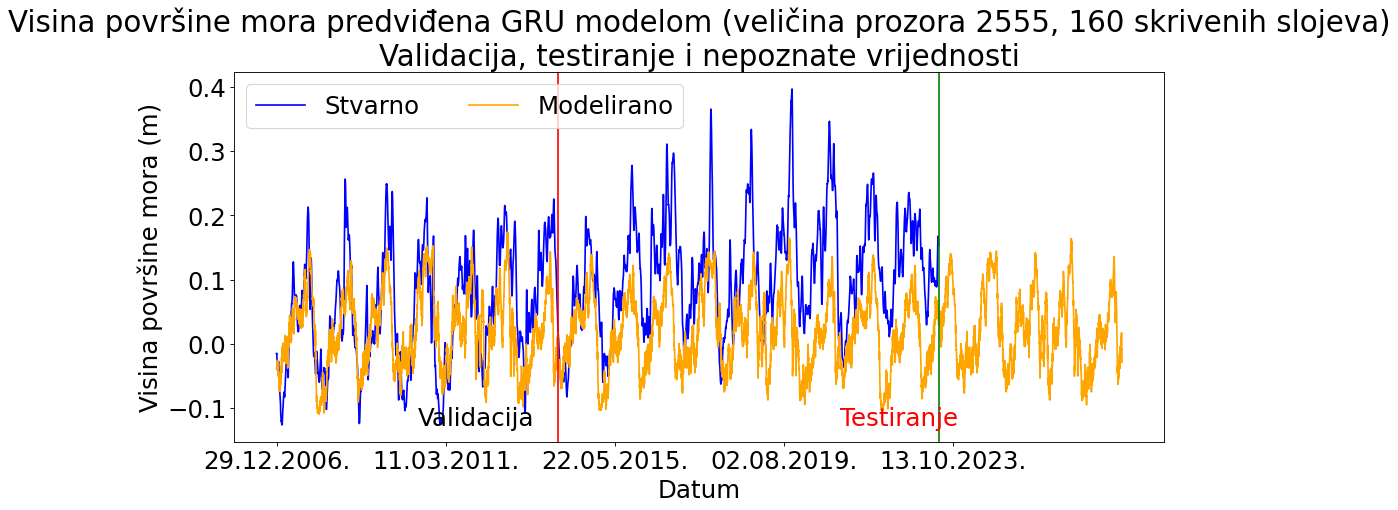 Visina površine mora predviđena GRU modelom (veličina prozora 2555, 160 skrivenih slojeva)
Validacija, testiranje i nepoznate vrijednosti
Stvarno
Modelirano
Visina površine mora (m)
0.4
0.3
0.2
0.1
0.0
−0.1
Validacija
Testiranje
29.12.2006.
11.03.2011.
22.05.2015.
02.08.2019.
13.10.2023.
Datum